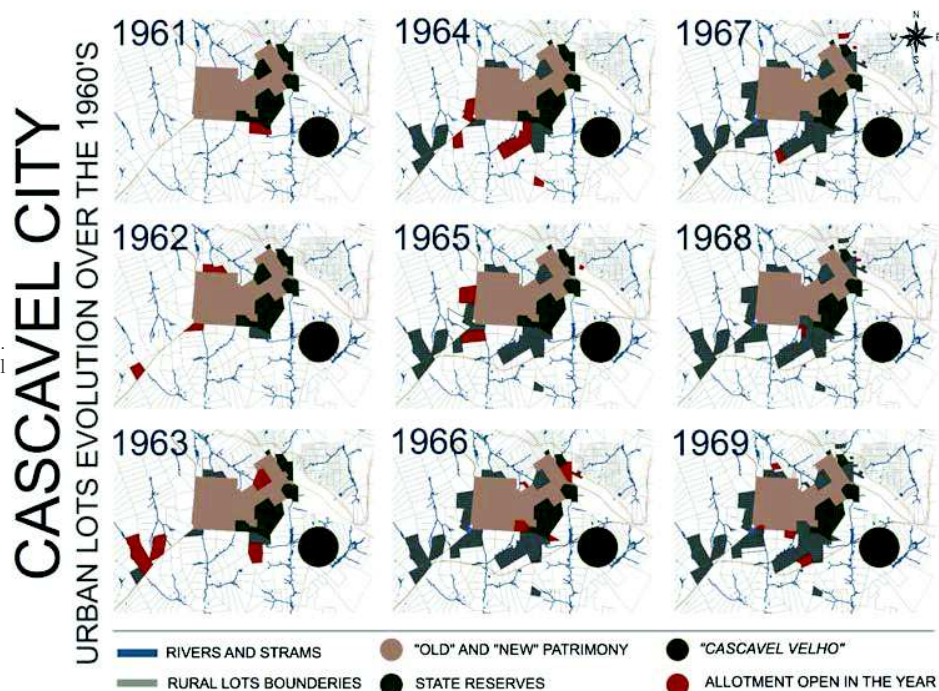 CASCAVEL CITY
URBAN LOTS EVOLUTION OVER THE 1960'S
.
l
1961
1964
1967
N
W
E
S
1962
1965
1968
1963
1966
1969
RIVERS AND STRAMS
"OLD" AND "NEW" PATRIMONY
"CASCAVEL VELHO"
RURAL LOTS BOUNDERIES
STATE RESERVES
ALLOTMENT OPEN IN THE YEAR